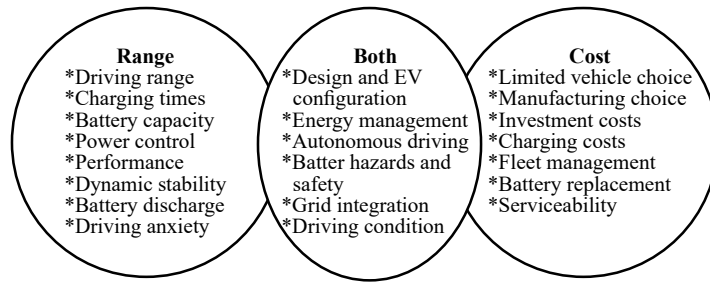 Range
*Driving range
*Charging times
*Battery capacity
*Power control
*Performance
*Dynamic stability
*Battery discharge
*Driving anxiety
Both
*Design and EV
configuration
*Energy management
*Autonomous driving
*Batter hazards and
safety
*Grid integration
*Driving condition
Cost
*Limited vehicle choice
*Manufacturing choice
*Investment costs
*Charging costs
*Fleet management
*Battery replacement
*Serviceability